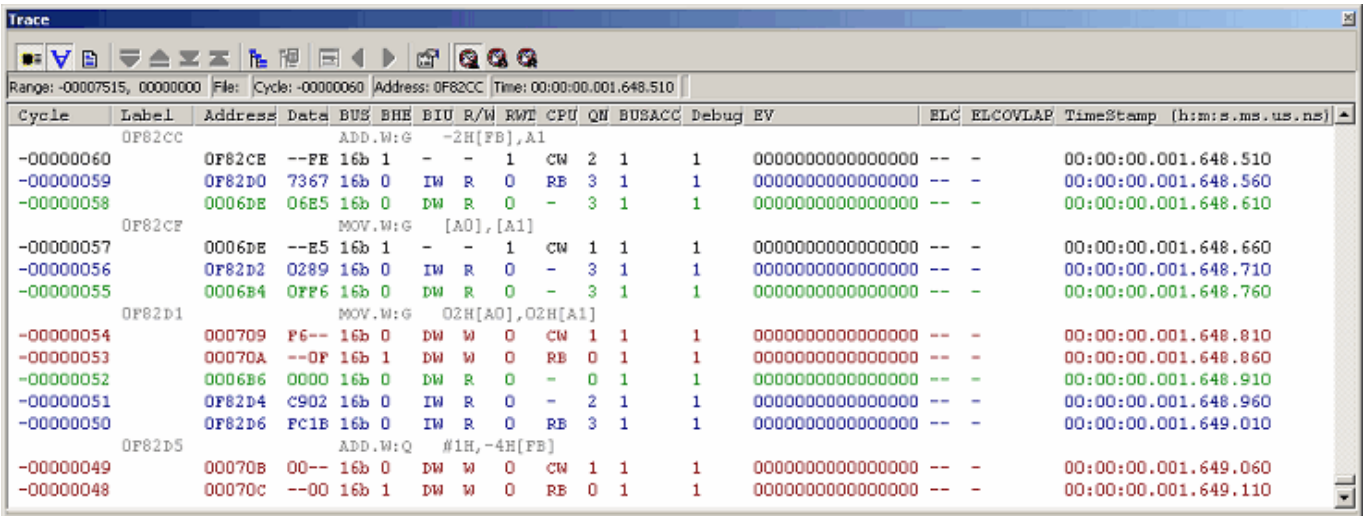 Trace
Range: -00007515, 00000000 File: Cycle: -00000060 Address: 0F82CC Time: 00:00:00.001.648.510
Cycle Label Address Data BUS BHE BIU R/W RWT CPU QN BUSACC Debug EV ELC ELCOVLAP TimeStamp (h:m:s.ms.us.ns)
0F82CC ADD.W:G -2H[FB],A1
-00000060 0F82CE --FE 16b 1 - - 1 CW 2 1 1 0000000000000000 -- - 00:00:00.001.648.510
-00000059 0F82D0 7367 16b 0 IW R 0 RB 3 1 1 0000000000000000 -- - 00:00:00.001.648.560
-00000058 0006DE 06E5 16b 0 DW R 0 - 3 1 1 0000000000000000 -- - 00:00:00.001.648.610
0F82CF MOV.W:G [A0],[A1]
-00000057 0006DE --E5 16b 1 - - 1 CW 1 1 1 0000000000000000 -- - 00:00:00.001.648.660
-00000056 0F82D2 0289 16b 0 IW R 0 - 3 1 1 0000000000000000 -- - 00:00:00.001.648.710
-00000055 0006B4 0FF6 16b 0 DW R 0 - 3 1 1 0000000000000000 -- - 00:00:00.001.648.760
0F82D1 MOV.W:G 02H[A0],02H[A1]
-00000054 000709 F6-- 16b 0 DW W 0 CW 1 1 1 0000000000000000 -- - 00:00:00.001.648.810
-00000053 00070A --0F 16b 1 DW W 0 RB 0 1 1 0000000000000000 -- - 00:00:00.001.648.860
-00000052 0006B6 0000 16b 0 DW R 0 - 0 1 1 0000000000000000 -- - 00:00:00.001.648.910
-00000051 0F82D4 C902 16b 0 IW R 0 - 2 1 1 0000000000000000 -- - 00:00:00.001.648.960
-00000050 0F82D6 FC1B 16b 0 IW R 0 RB 3 1 1 0000000000000000 -- - 00:00:00.001.649.010
0F82D5 ADD.W:Q #1H,-4H[FB]
-00000049 00070B 00-- 16b 0 DW W 0 CW 1 1 1 0000000000000000 -- - 00:00:00.001.649.060
-00000048 00070C --00 16b 1 DW W 0 RB 0 1 1 0000000000000000 -- - 00:00:00.001.649.110